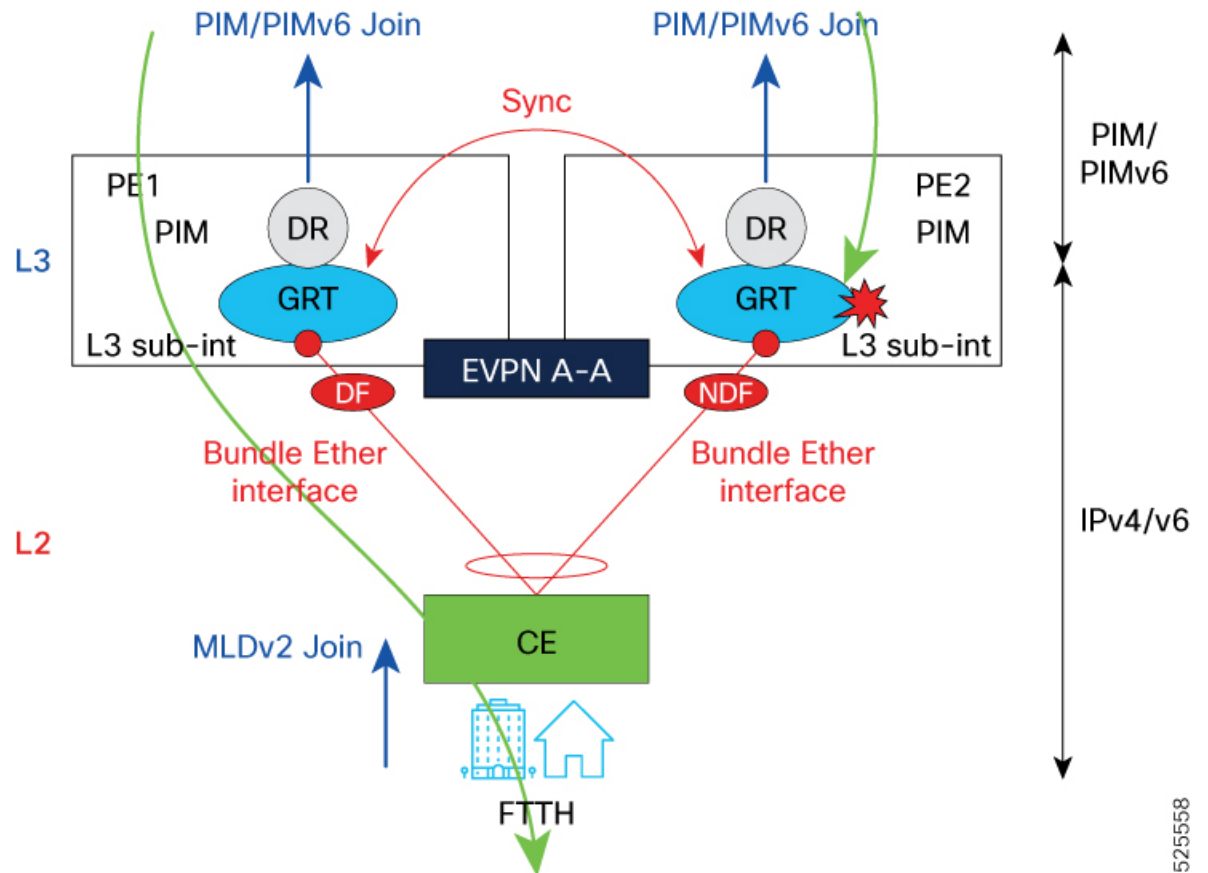 PIM/PIMv6 Join
PIM/PIMv6 Join
Sync
PIM/
PIMv6
PE1
PE2
PIM
DR
DR
PIM
L3
GRT
GRT
L3 sub-int
L3 sub-int
EVPN A-A
DF
NDF
Bundle Ether
interface
Bundle Ether
interface
IPv4/v6
L2
MLDv2 Join
CE
FTTH
525558